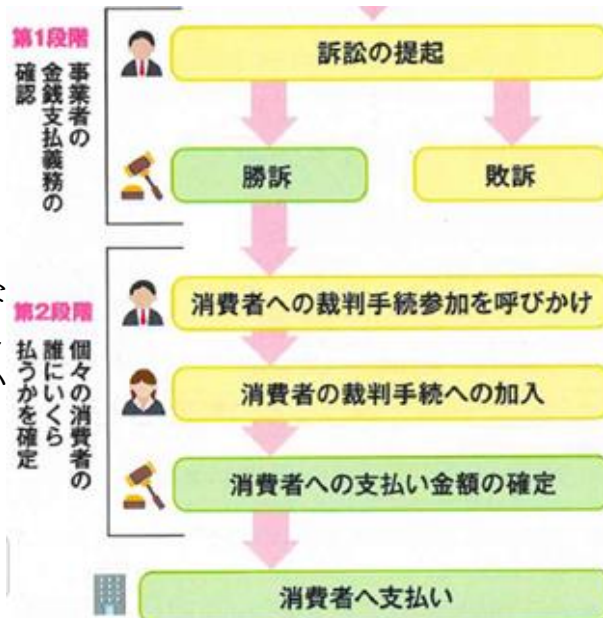 第1段階
事業者の
金銭支払義務の
確認
訴訟の提起
勝訴
敗訴
第2段階
個々の消費者の
誰にいくら
払うかを確定
消費者への裁判手続参加を呼びかけ
消費者の裁判手続への加入
消費者への支払い金額の確定
消費者へ支払い